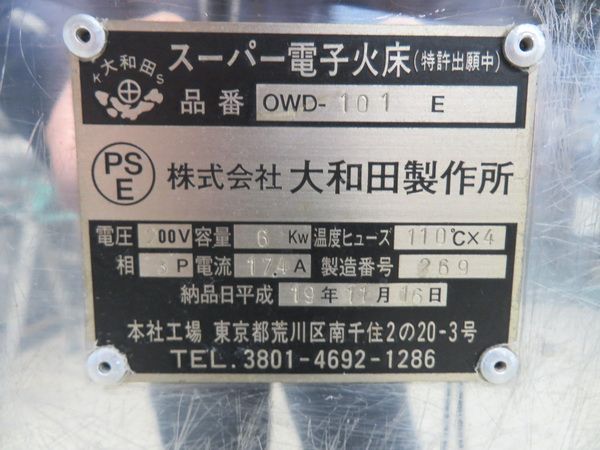 K 大和田 S
スーパー電子火床(特許出願中)
品番 OWD-101 E
PS
E
株式会社 大和田製作所
電圧 200V 容量 6 Kw 温度ヒューズ 110℃×4
相 3P 電流 17.4 A 製造番号 269
納品日平成 19年 11月 16日
本社工場 東京都荒川区南千住2の20-3号
TEL.3801-4692-1286